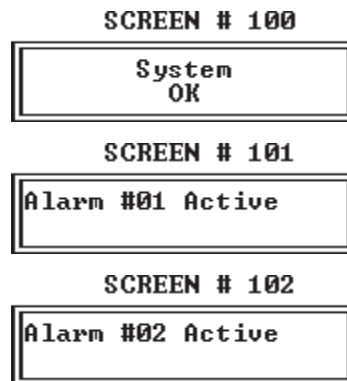 SCREEN # 100
System
OK
SCREEN # 101
Alarm #01 Active
SCREEN # 102
Alarm #02 Active